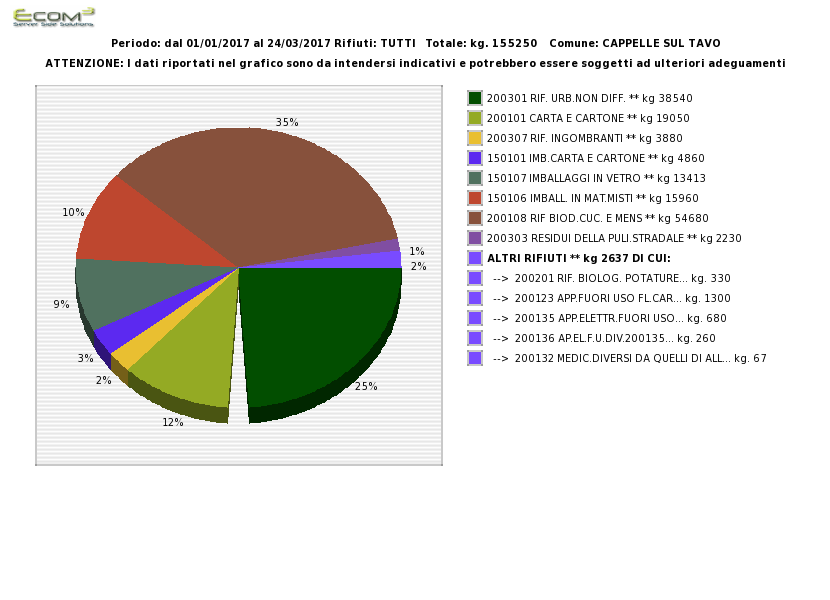 Ecom³
Server Side Solutions
Periodo: dal 01/01/2017 al 24/03/2017 Rifiuti: TUTTI Totale: kg. 155250 Comune: CAPPELLE SUL TAVO
ATTENZIONE: I dati riportati nel grafico sono da intendersi indicativi e potrebbero essere soggetti ad ulteriori adeguamenti
35%
10%
9%
3%
2%
12%
25%
1%
2%
200301 RIF. URB.NON DIFF. ** kg 38540
200101 CARTA E CARTONE ** kg 19050
200307 RIF. INGOMBRANTI ** kg 3880
150101 IMB.CARTA E CARTONE ** kg 4860
150107 IMBALLAGGI IN VETRO ** kg 13413
150106 IMBALL. IN MAT.MISTI ** kg 15960
200108 RIF BIOD.CUC. E MENS ** kg 54680
200303 RESIDUI DELLA PULI.STRADALE ** kg 2230
ALTRI RIFIUTI ** kg 2637 DI CUI:
--> 200201 RIF. BIOLOG. POTATURE... kg. 330
--> 200123 APP.FUORI USO FL.CAR... kg. 1300
--> 200135 APP.ELETTR.FUORI USO... kg. 680
--> 200136 AP.EL.F.U.DIV.200135... kg. 260
--> 200132 MEDIC.DIVERSI DA QUELLI DI ALL... kg. 67